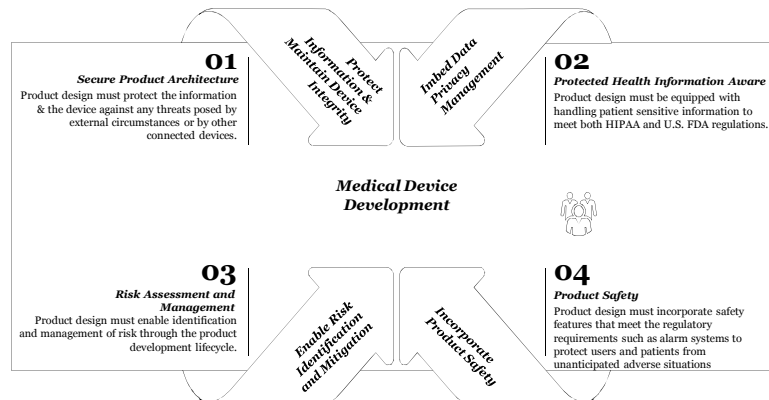 01
Secure Product Architecture
Product design must protect the information
& the device against any threats posed by
external circumstances or by other
connected devices.
Protect
Information &
Maintain Device
Integrity
Imbed Data
Privacy
Management
02
Protected Health Information Aware
Product design must be equipped with
handling patient sensitive information to
meet both HIPAA and U.S. FDA regulations.
Medical Device
Development
03
Risk Assessment and
Management
Product design must enable identification
and management of risk through the product
development lifecycle.
Enable Risk
Identification
and Mitigation
Incorporate
Product Safety
04
Product Safety
Product design must incorporate safety
features that meet the regulatory
requirements such as alarm systems to
protect users and patients from
unanticipated adverse situations